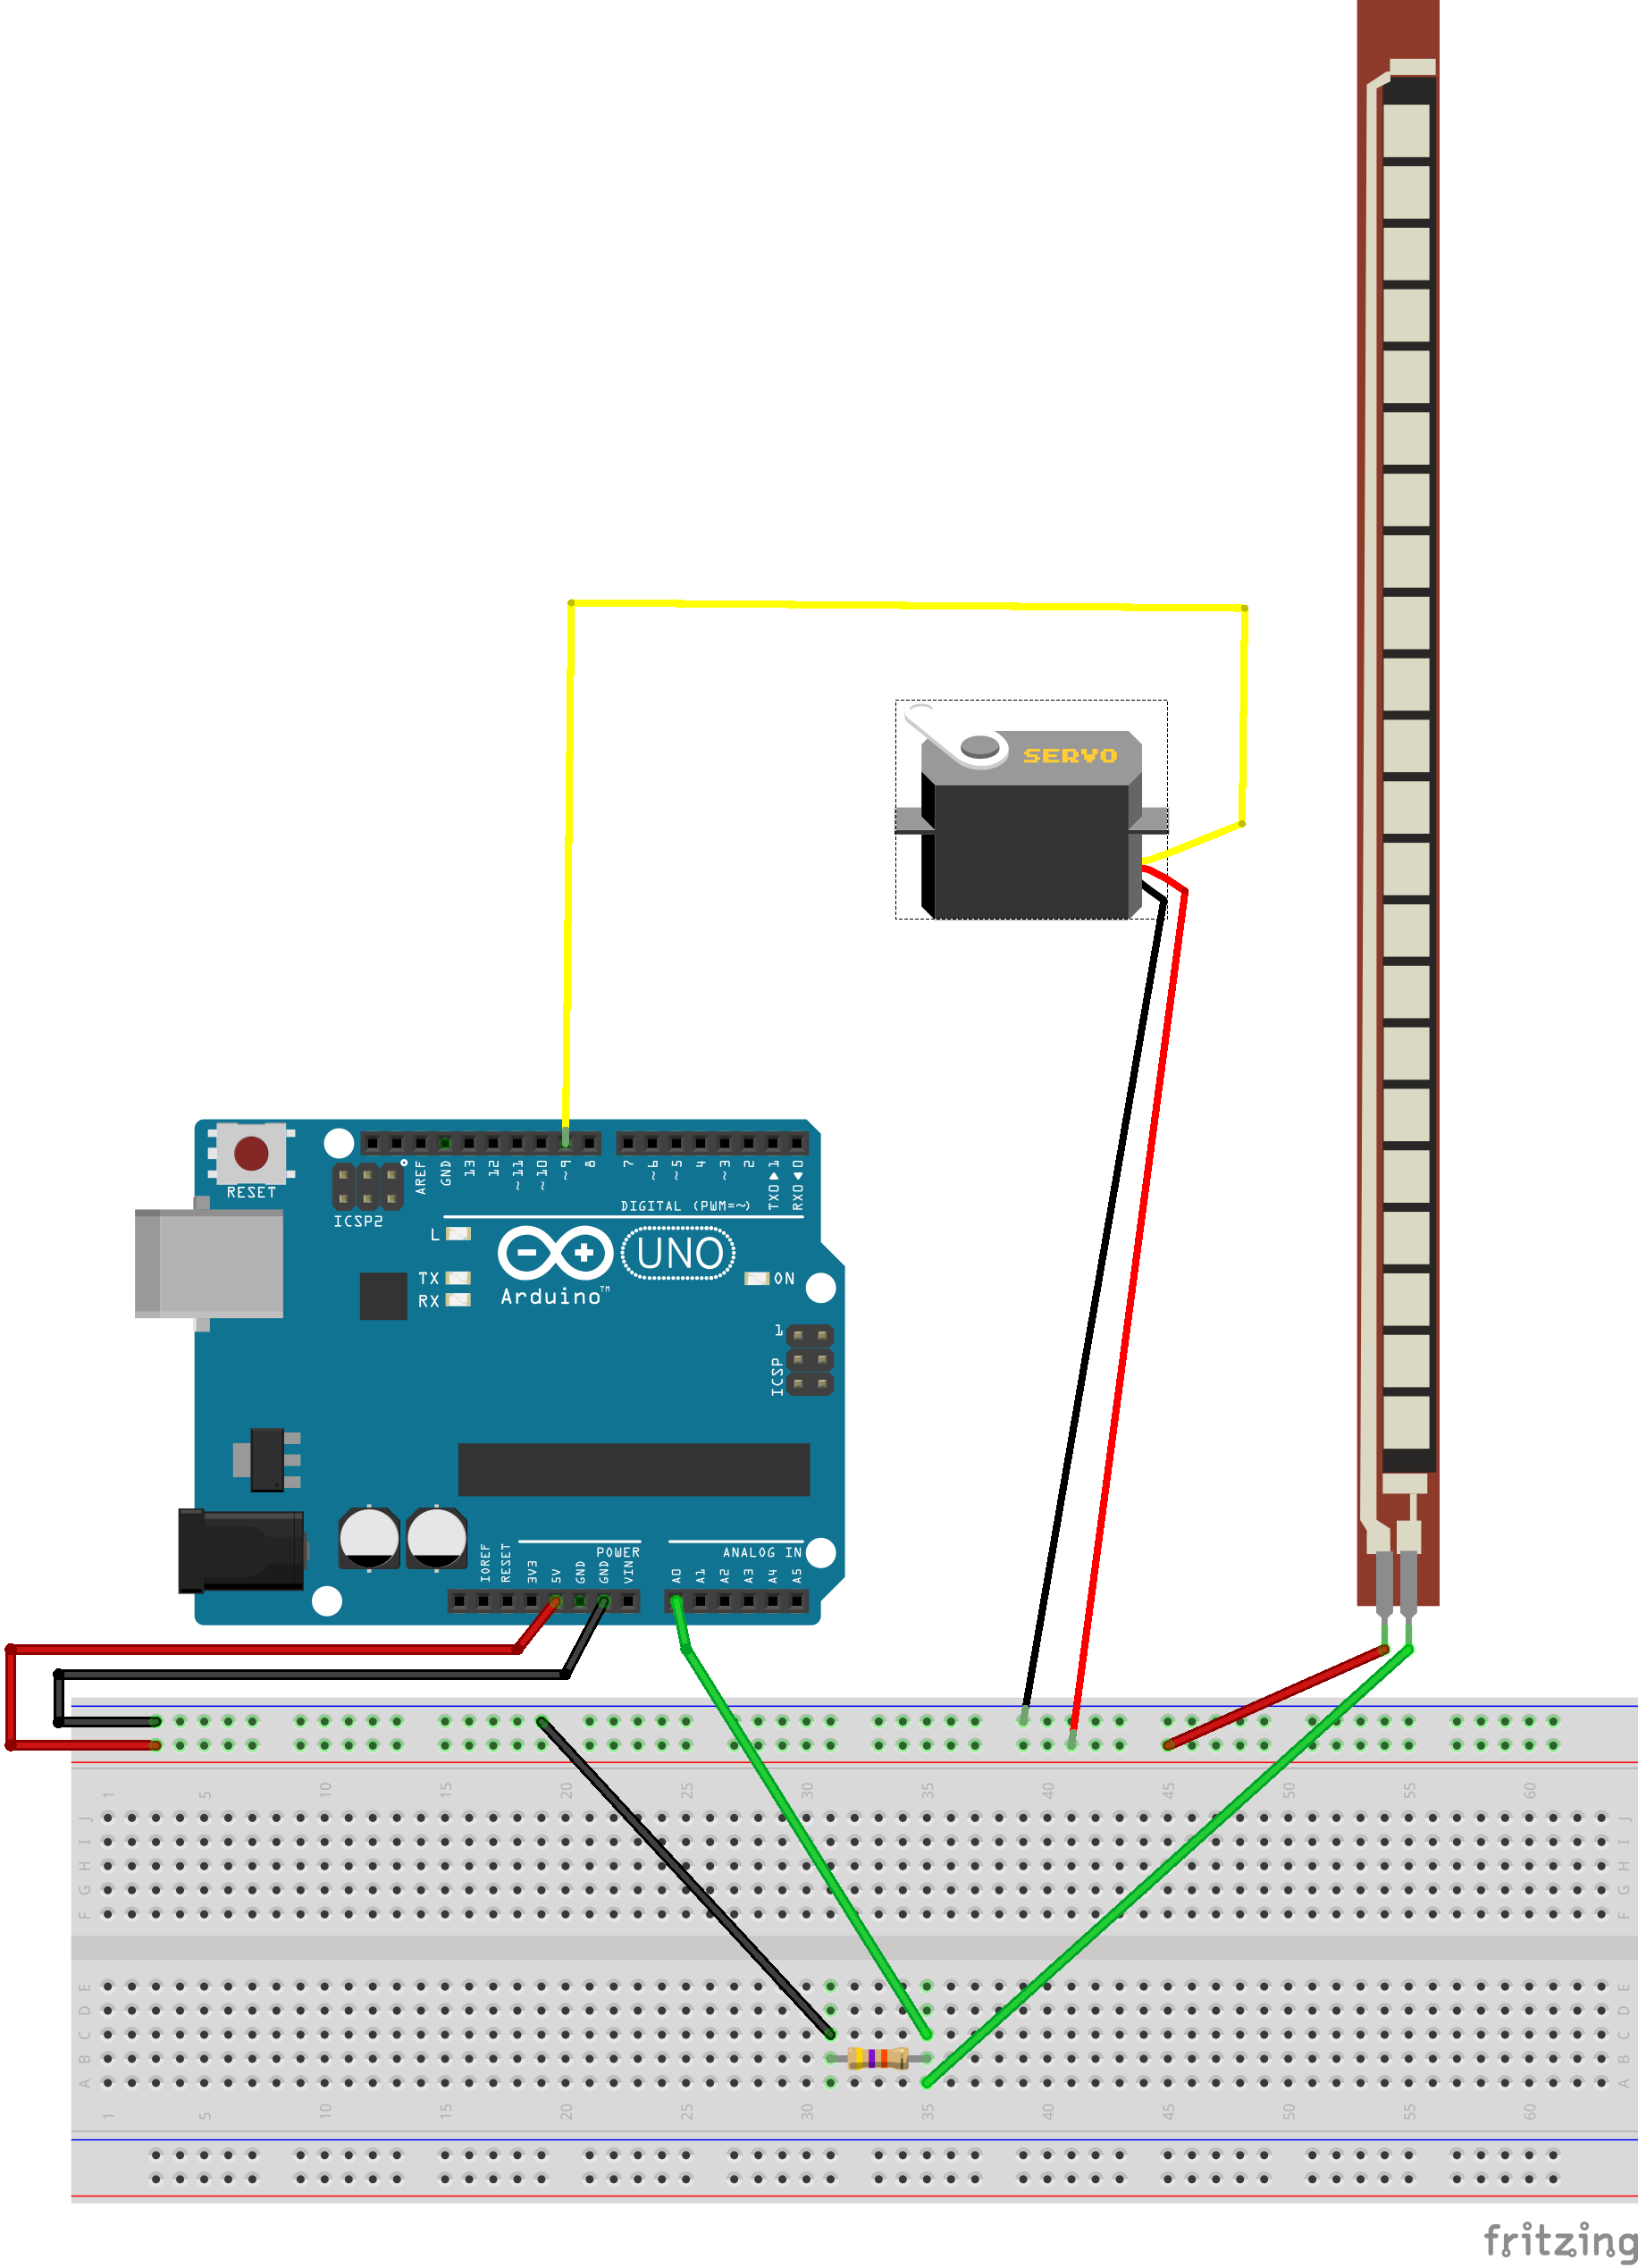 SERVO
RESET
ICSP2
AREF
GND
13
12
~11
~10
~9
8
7
~6
~5
4
~3
2
TX0▶1
RX0◀0
DIGITAL (PWM=~)
L
TX
RX
UNO
Arduino™
ON
1
ICSP
IOREF
RESET
3V3
5V
GND
GND
VIN
POWER
A0
A1
A2
A3
A4
A5
ANALOG IN
1 5 10 15 20 25 30 35 40 45 50 55 60
J J
I I
H H
G G
F F
E E
D D
C C
B B
A A
1 5 10 15 20 25 30 35 40 45 50 55 60
fritzing